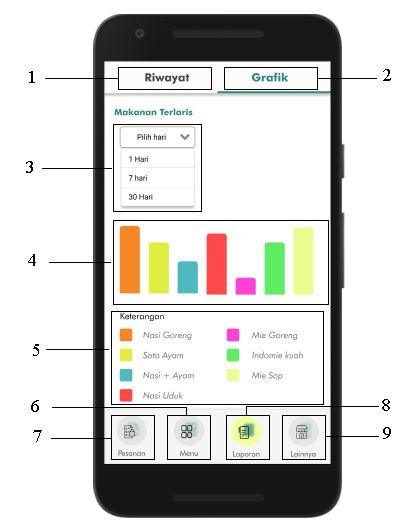 1 Riwayat Grafik 2
Makanan Terlaris
Pilih hari
1 Hari
3 7 hari
30 Hari
4
Keterangan
Nasi Goreng Mie Goreng
5 Soto Ayam Indomie kuah
Nasi + Ayam Mie Sop
Nasi Uduk
6 8
7 9
Pesanan Menu Laporan Lainnya